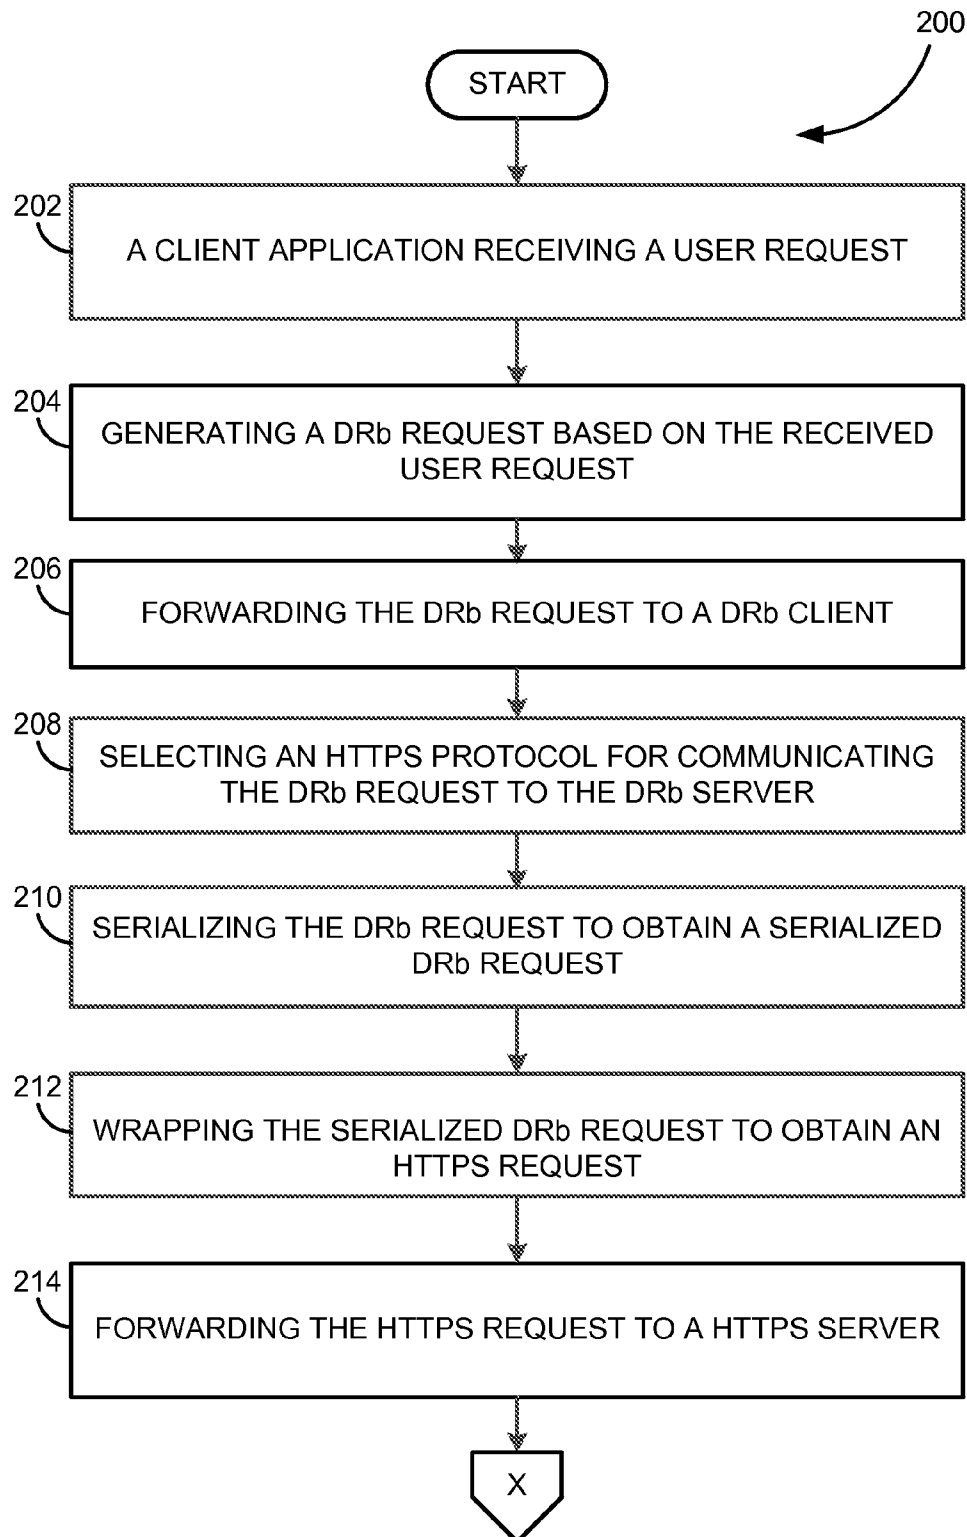 200
START
202
A CLIENT APPLICATION RECEIVING A USER REQUEST
204
GENERATING A DRb REQUEST BASED ON THE RECEIVED
USER REQUEST
206
FORWARDING THE DRb REQUEST TO A DRb CLIENT
208
SELECTING AN HTTPS PROTOCOL FOR COMMUNICATING
THE DRb REQUEST TO THE DRb SERVER
210
SERIALIZING THE DRb REQUEST TO OBTAIN A SERIALIZED
DRb REQUEST
212
WRAPPING THE SERIALIZED DRb REQUEST TO OBTAIN AN
HTTPS REQUEST
214
FORWARDING THE HTTPS REQUEST TO A HTTPS SERVER
X